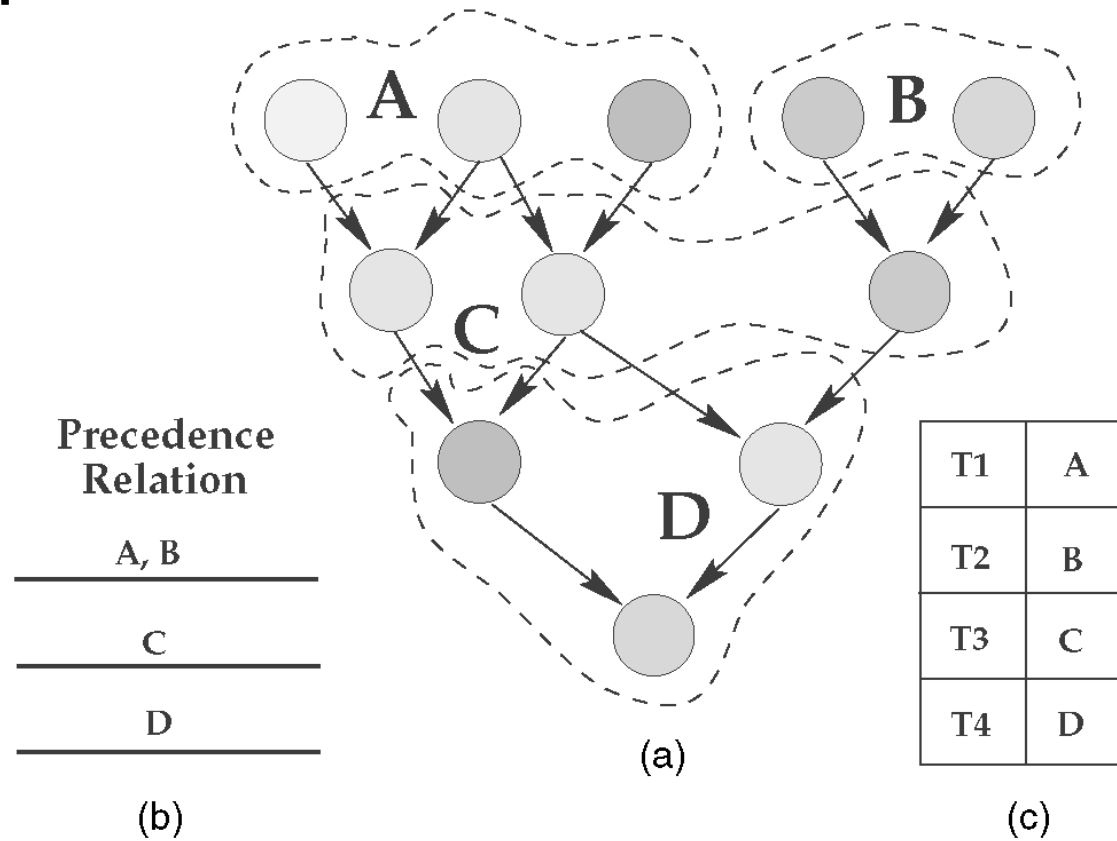 A
B
C
D
(a)
Precedence
Relation
A, B
C
D
(b)
T1 A
T2 B
T3 C
T4 D
(c)